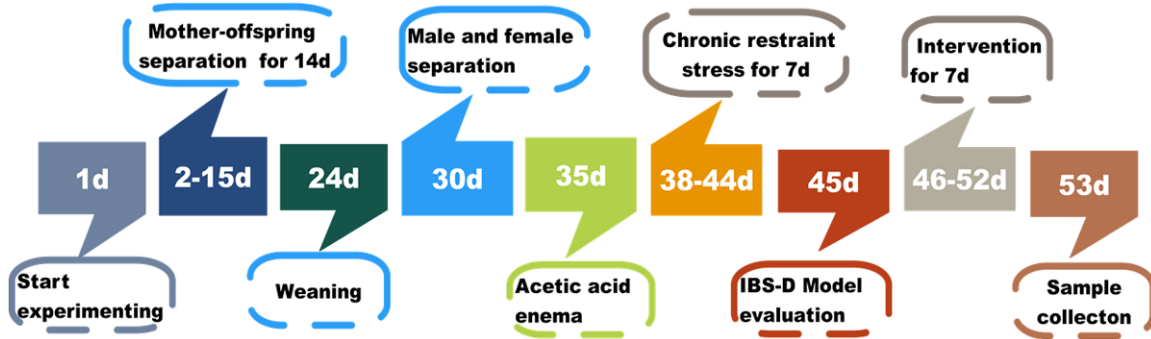 Mother-offspring
separation for 14d
Male and female
separation
Chronic restraint
stress for 7d
Intervention
for 7d
1d
2-15d
24d
30d
35d
38-44d
45d
46-52d
53d
Start
experimenting
Weaning
Acetic acid
enema
IBS-D Model
evaluation
Sample
collecton